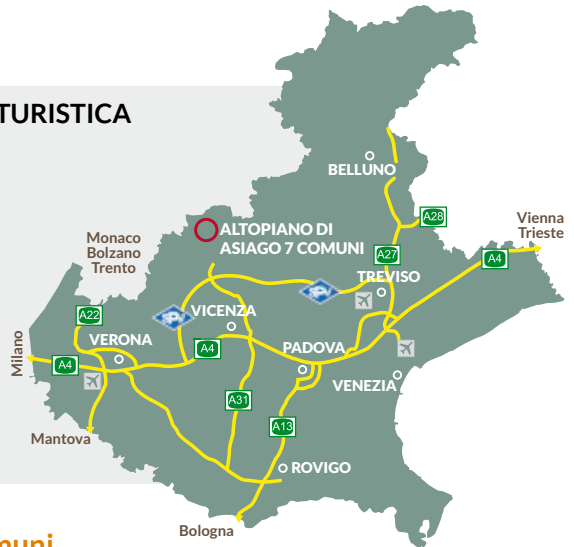 TURISTICA
BELLUNO
A28
Vienna
Trieste
ALTOPIANO DI
ASIAGO 7 COMUNI
Monaco
Bolzano
Trento
A27
A4
TREVISO
A22
VICENZA
VERONA
A4
PADOVA
Milano
A4
VENEZIA
A31
A13
Mantova
ROVIGO
Bologna